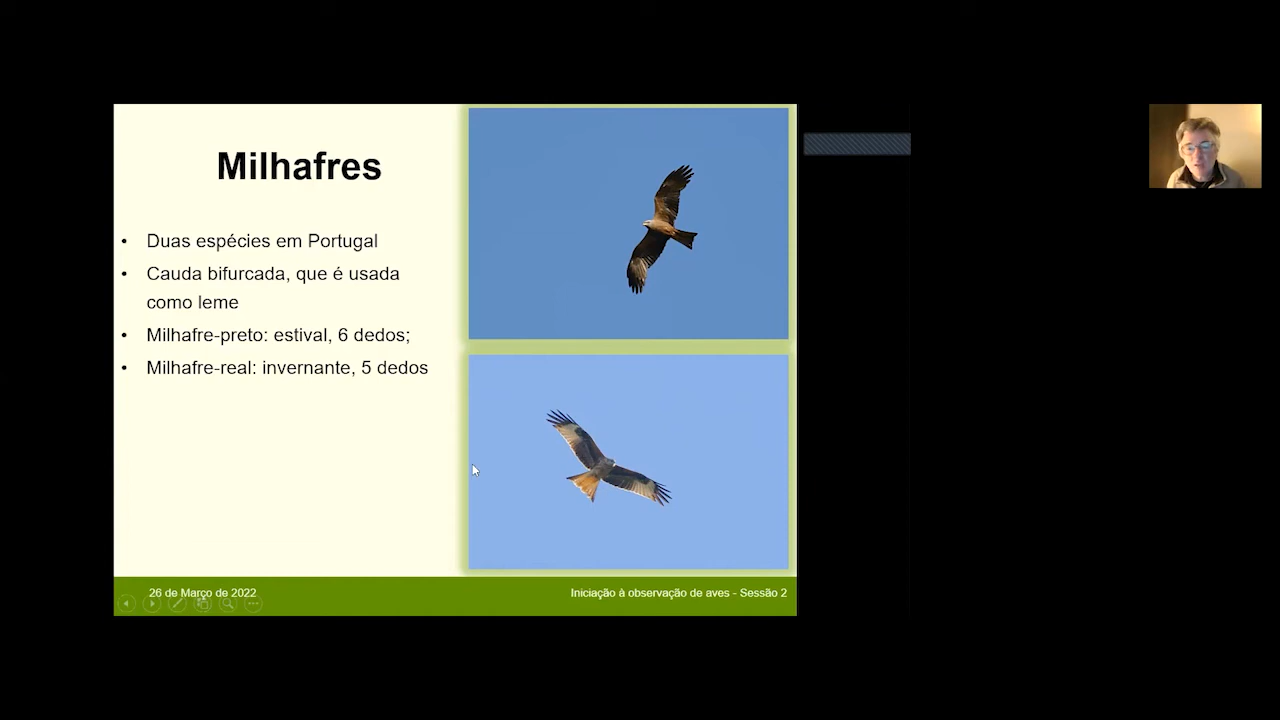 Milhafres
• Duas espécies em Portugal
• Cauda bifurcada, que é usada
como leme
• Milhafre-preto: estival, 6 dedos;
• Milhafre-real: invernante, 5 dedos
26 de Março de 2022
Iniciação à observação de aves - Sessão 2